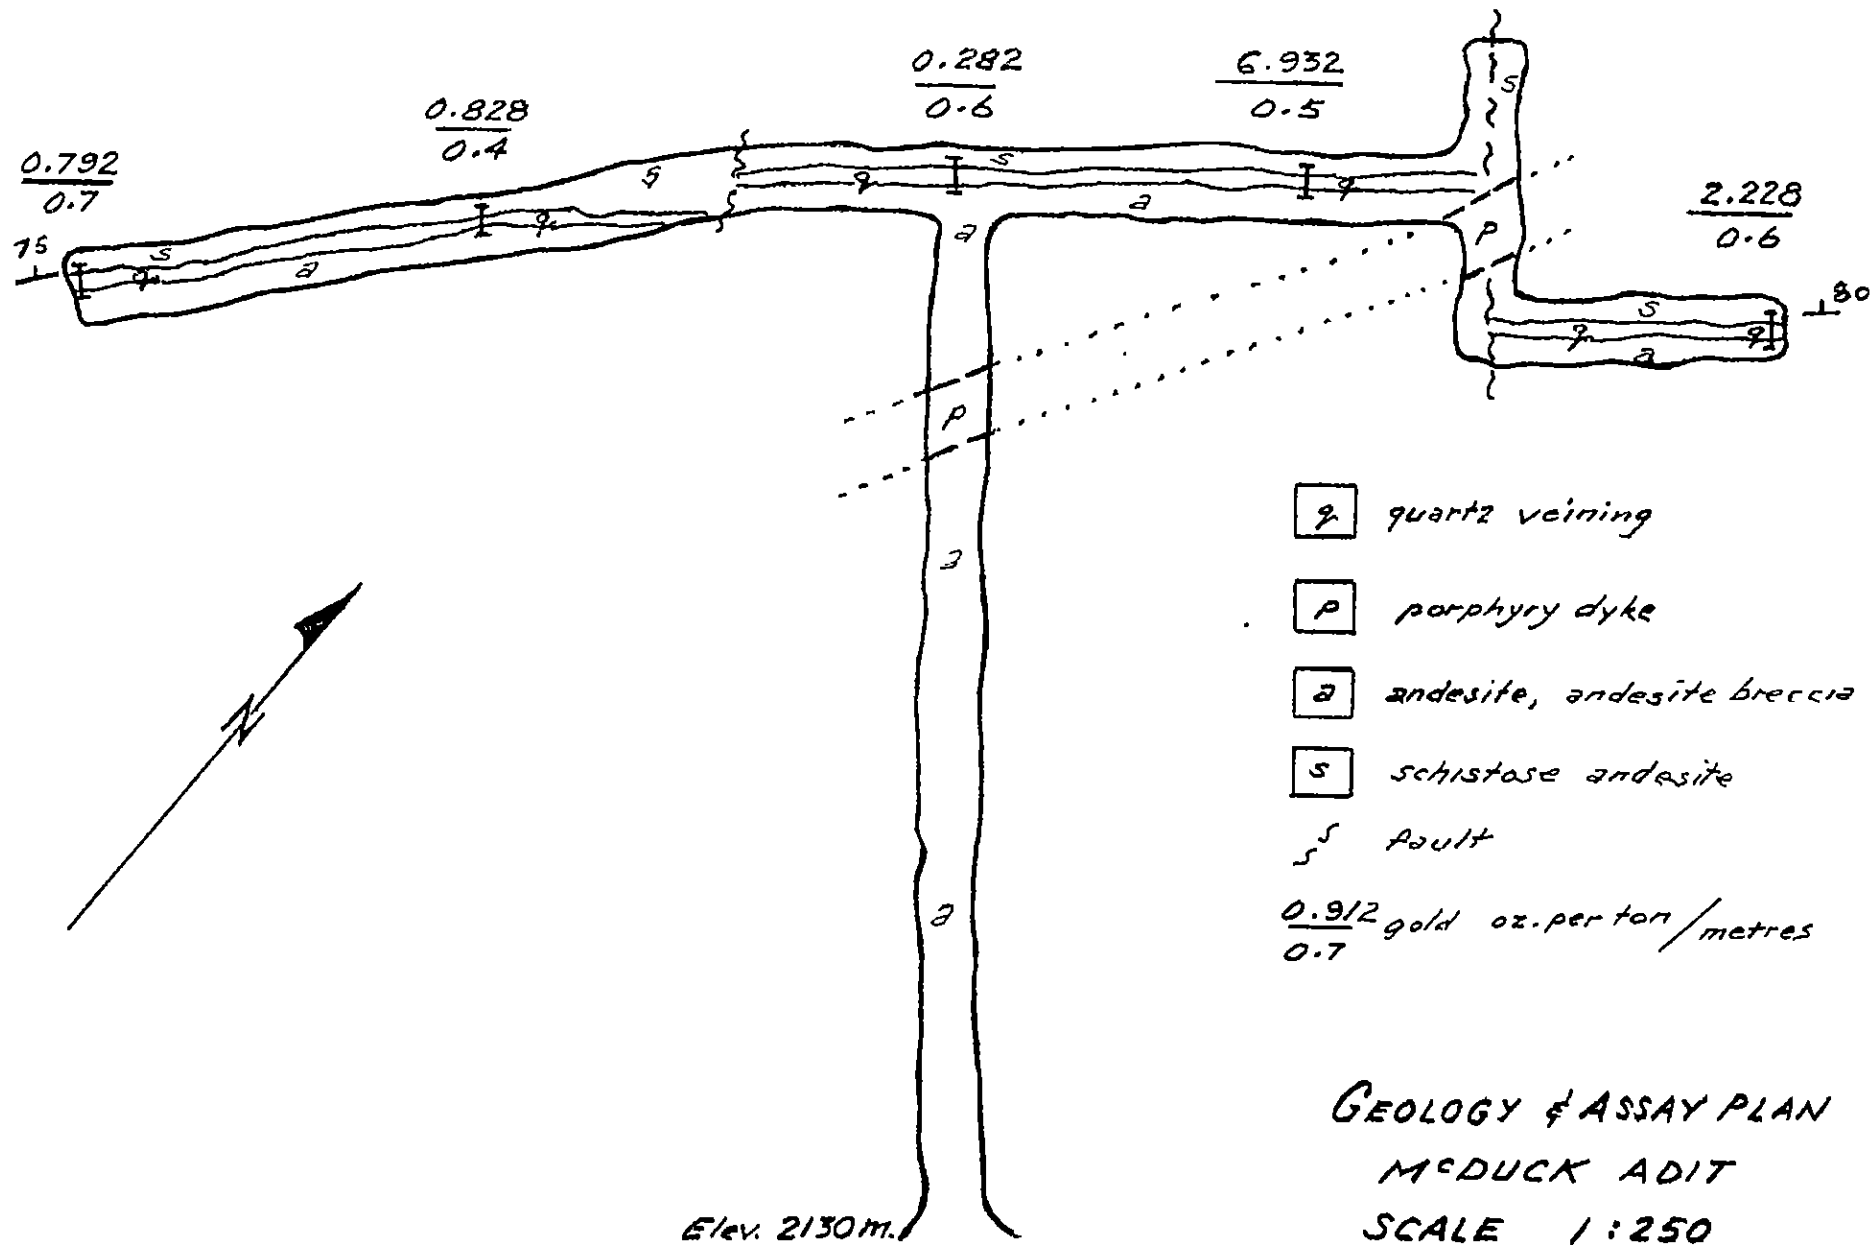 0.792
0.7
0.828
0.4
0.282
0.6
6.932
0.5
2.228
0.6
75
80
s
q
a
q
s
q
s
a
a
q
s
p
s
q
q
a
p
a
a
N
q quartz veining
p porphyry dyke
a andesite, andesite breccia
s schistose andesite
fault
0.912
0.7
gold oz. per ton / metres
GEOLOGY & ASSAY PLAN
McDUCK ADIT
SCALE 1:250
Elev. 2130 m.